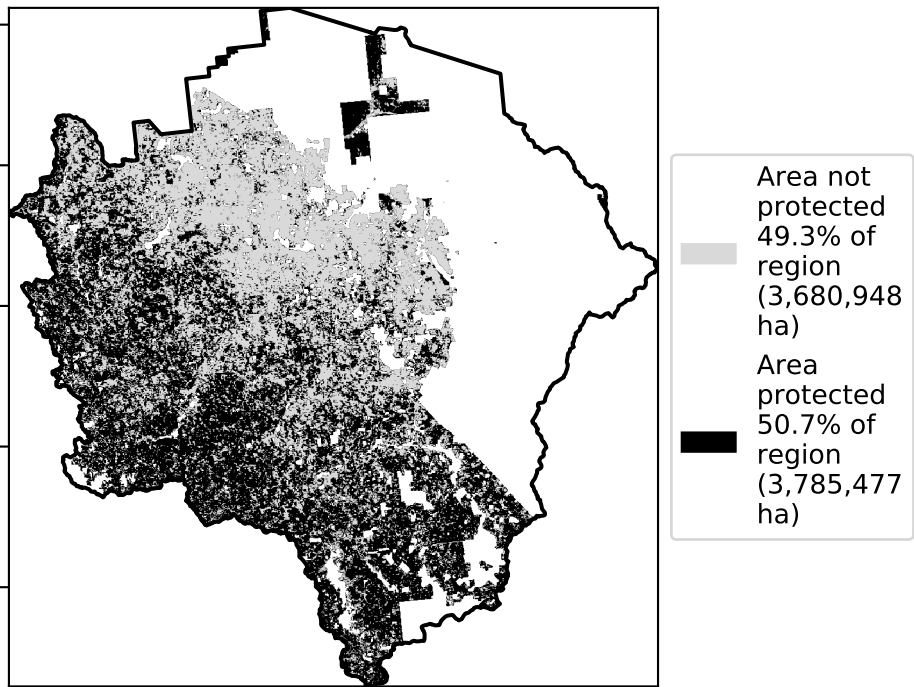 Area not
protected
49.3% of
region
(3,680,948
ha)
Area
protected
50.7% of
region
(3,785,477
ha)